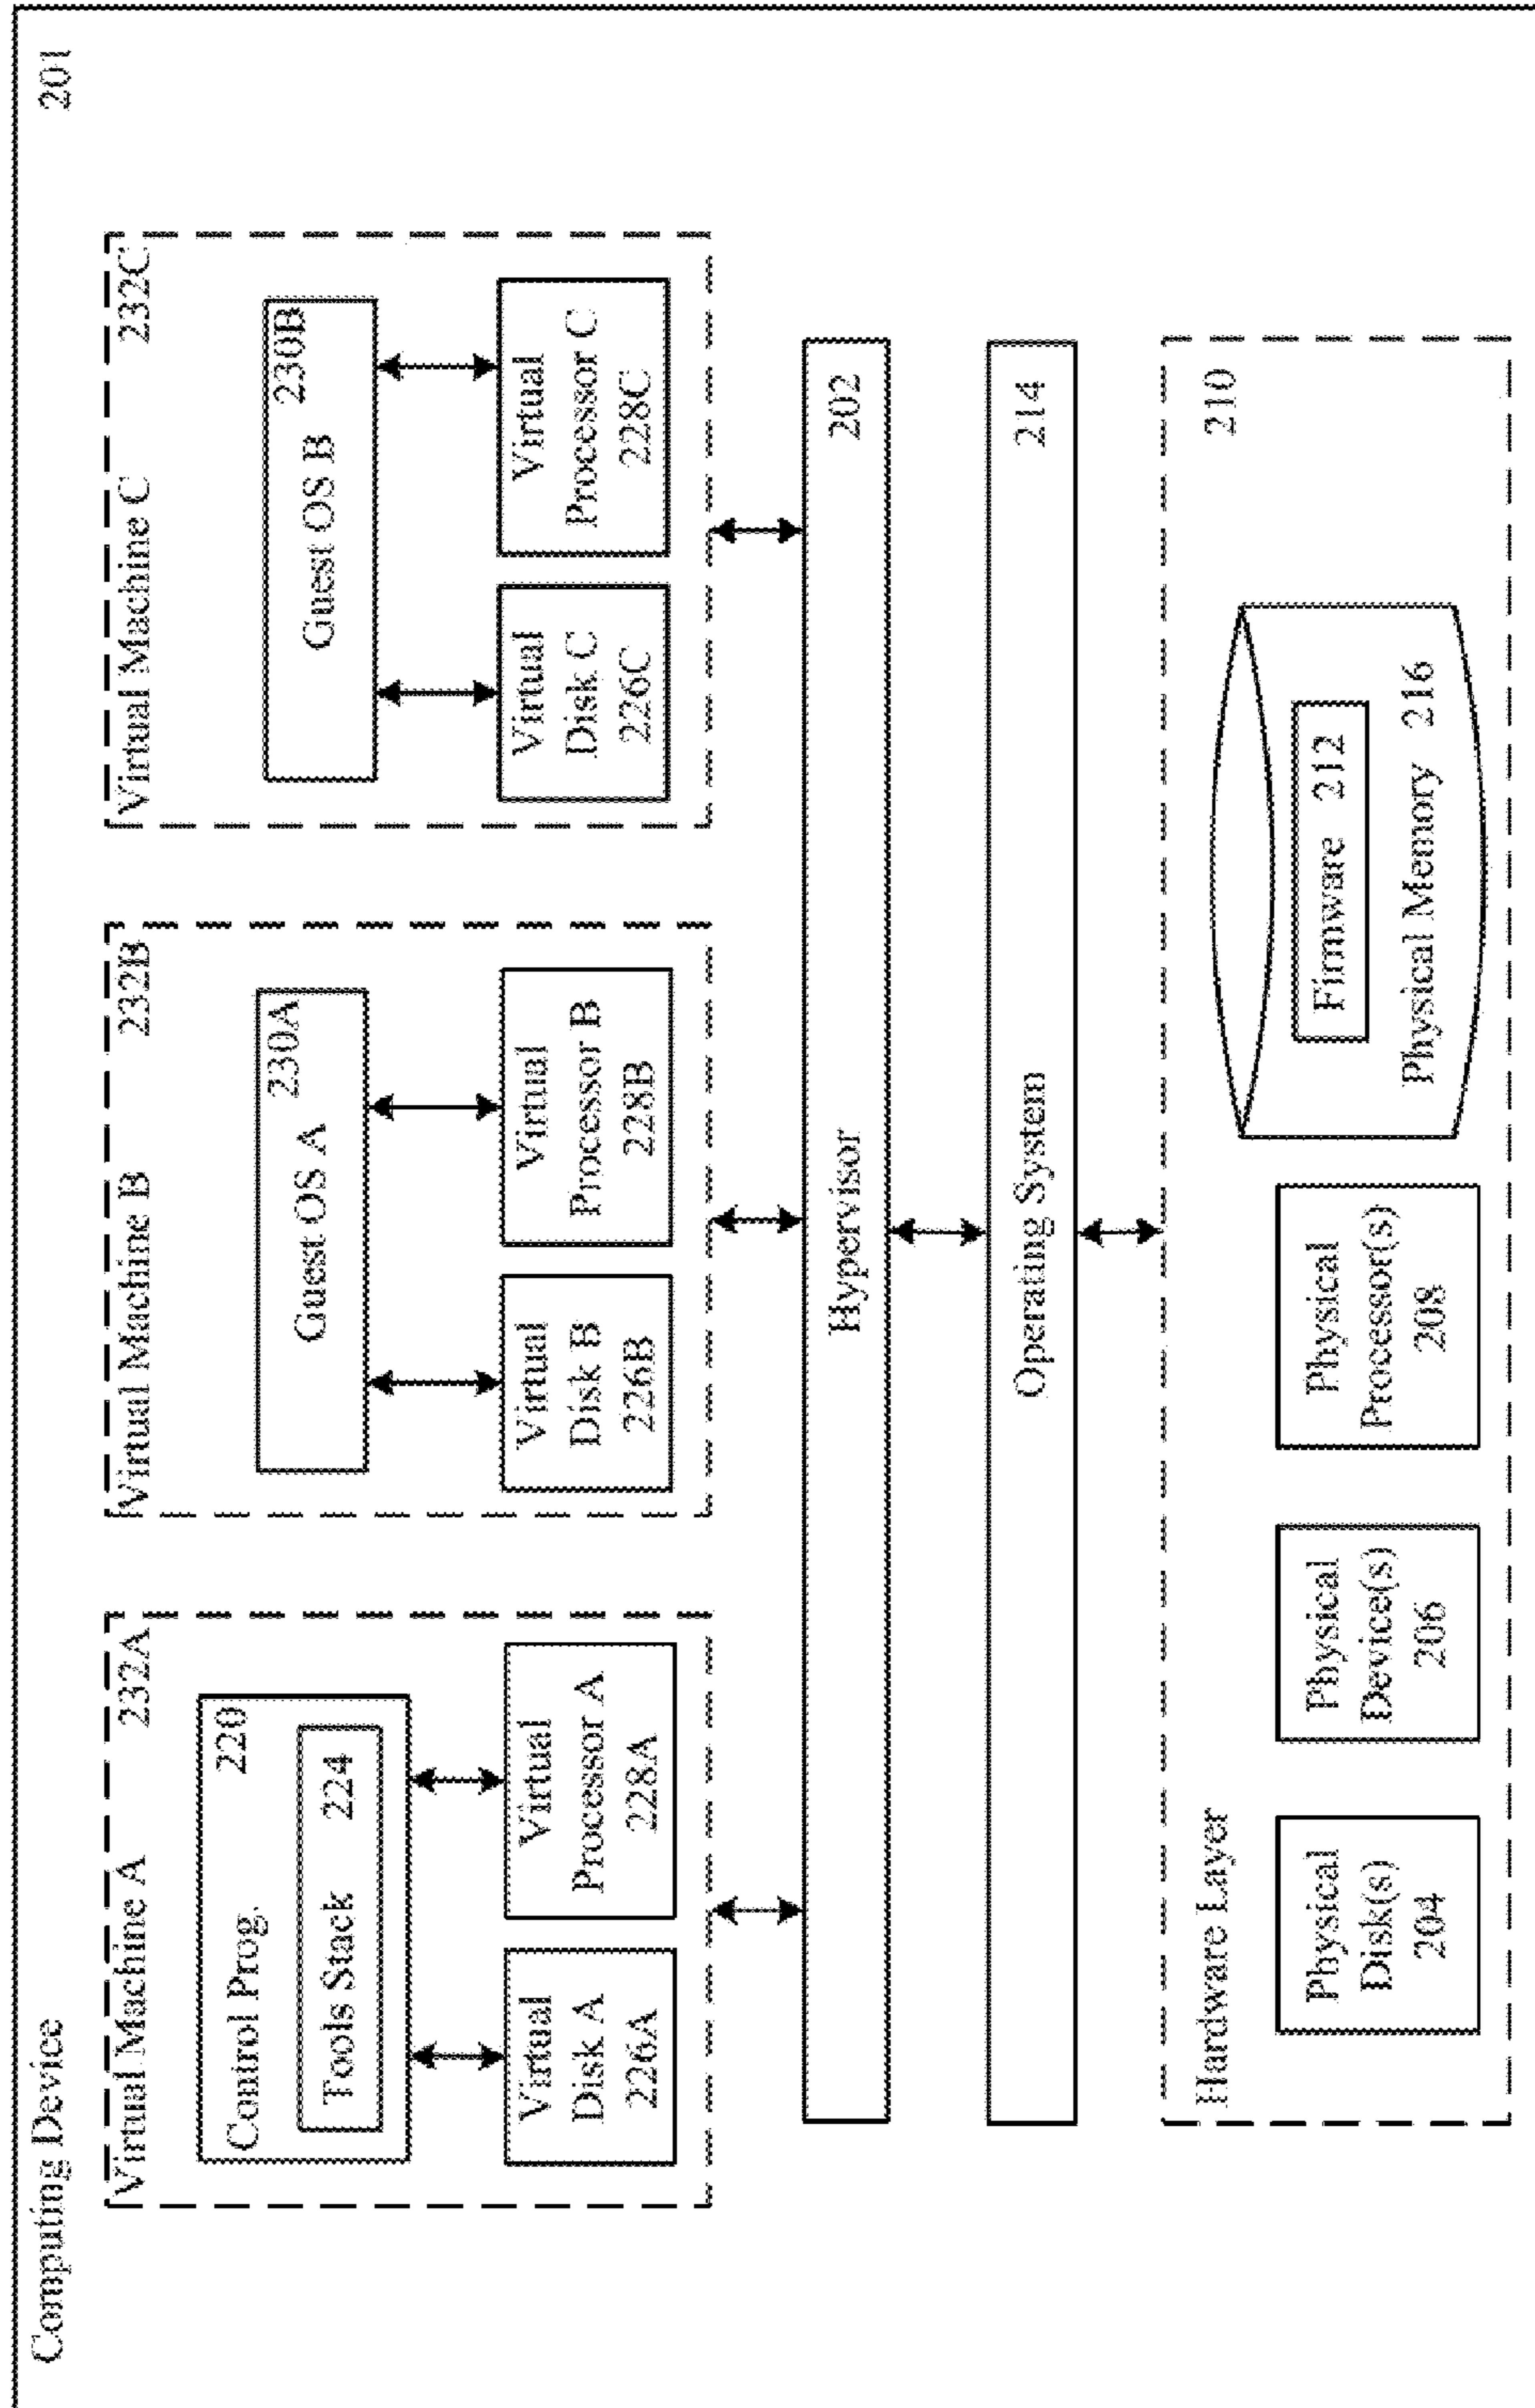 Computing Device 201
Virtual Machine A 232A
Control Prog. 220
Tools Stack 224
Virtual
Disk A
226A
Virtual
Processor A
228A
Virtual Machine B 232B
Guest OS A 230A
Virtual
Disk B
226B
Virtual
Processor B
228B
Virtual Machine C 232C
Guest OS B 230B
Virtual
Disk C
226C
Virtual
Processor C
228C
Hypervisor 202
Operating System 214
Hardware Layer 210
Physical
Disk(s)
204
Physical
Device(s)
206
Physical
Processor(s)
208
Firmware 212
Physical Memory 216